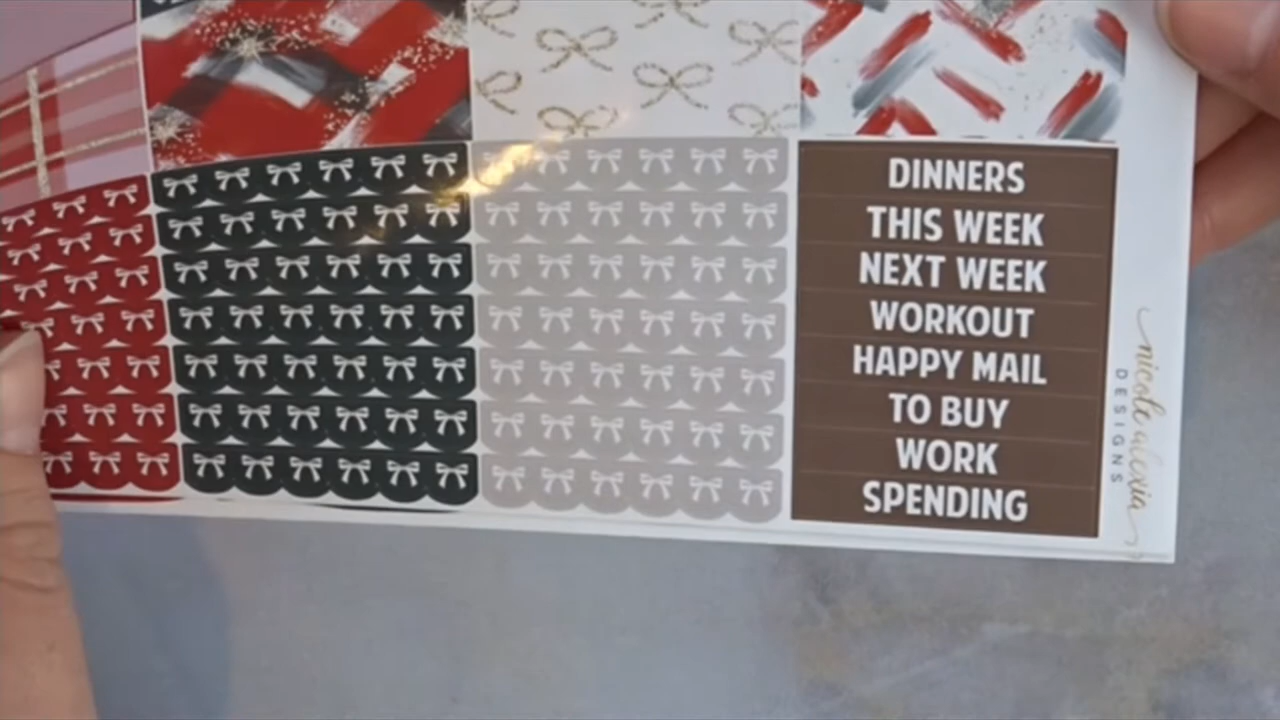 DINNERS
THIS WEEK
NEXT WEEK
WORKOUT
HAPPY MAIL
TO BUY
WORK
SPENDING
nicole alexia
DESIGNS